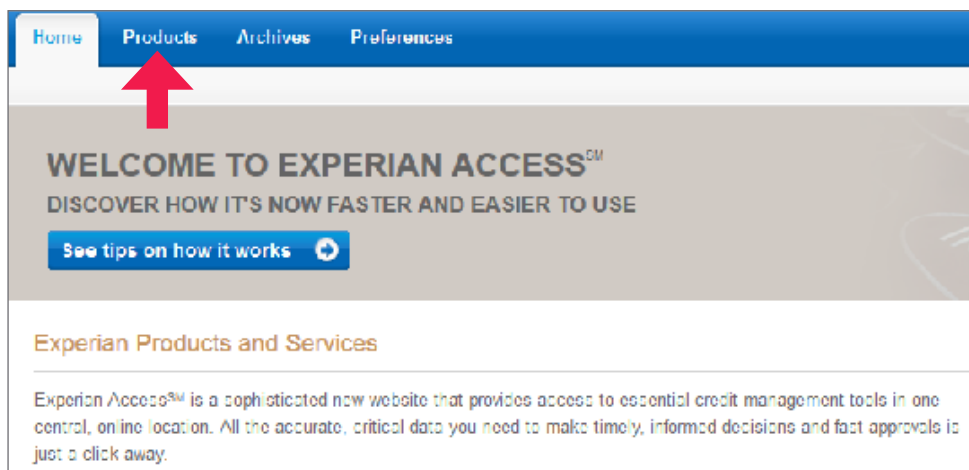 Home Products Archives Preferences
WELCOME TO EXPERIAN ACCESS℠
DISCOVER HOW IT'S NOW FASTER AND EASIER TO USE
See tips on how it works
Experian Products and Services
Experian Access℠ is a sophisticated new website that provides access to essential credit management tools in one
central, online location. All the accurate, critical data you need to make timely, informed decisions and fast approvals is
just a click away.